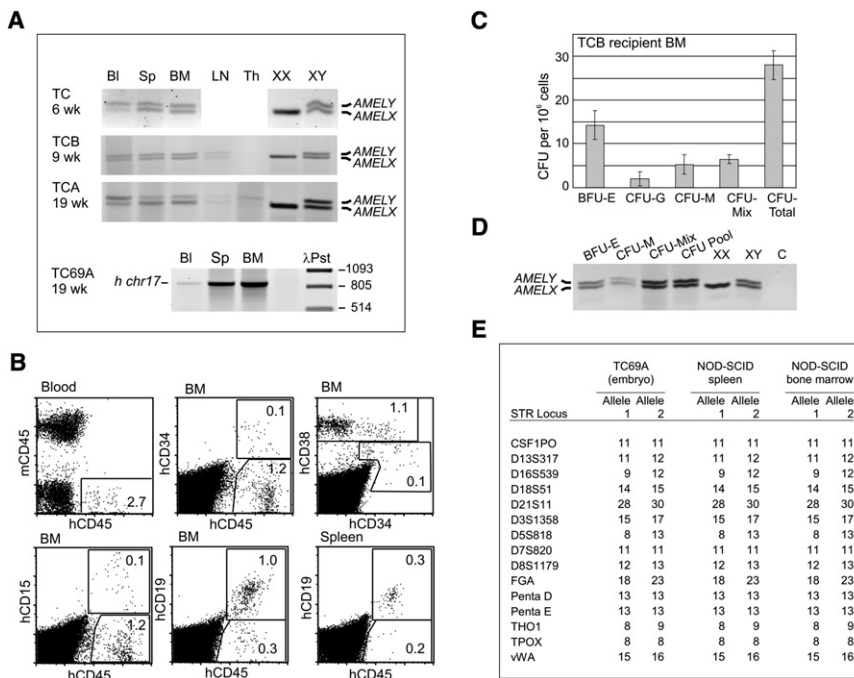 A
Bl Sp BM LN Th XX XY
TC
6 wk
AMELY
AMELX
TCB
9 wk
AMELY
AMELX
TCA
19 wk
AMELY
AMELX
Bl Sp BM λPst
TC69A
19 wk
h chr17
1093
805
514
B
Blood
mCD45
2.7
hCD45
BM
hCD34
0.1
1.2
hCD45
BM
hCD38
1.1
0.1
hCD34
BM
hCD15
0.1
1.2
hCD45
BM
hCD19
1.0
0.3
hCD45
Spleen
hCD19
0.3
0.2
hCD45
C
TCB recipient BM
CFU per 10⁶ cells
30
20
15
10
0
BFU-E CFU-G CFU-M CFU-Mix CFU-Total
D
BFU-E CFU-M CFU-Mix CFU Pool XX XY C
AMELY
AMELX
E
TC69A (embryo) NOD-SCID spleen NOD-SCID bone marrow
Allele Allele Allele Allele Allele Allele
STR Locus 1 2 1 2 1 2
CSF1PO 11 11 11 11 11 11
D13S317 11 12 11 12 11 12
D16S539 9 12 9 12 9 12
D18S51 14 15 14 15 14 15
D21S11 28 30 28 30 28 30
D3S1358 15 17 15 17 15 17
D5S818 8 13 8 13 8 13
D7S820 11 11 11 11 11 11
D8S1179 12 13 12 13 12 13
FGA 18 23 18 23 18 23
Penta D 13 13 13 13 13 13
Penta E 13 13 13 13 13 13
THO1 8 9 8 9 8 9
TPOX 8 8 8 8 8 8
vWA 15 16 15 16 15 16